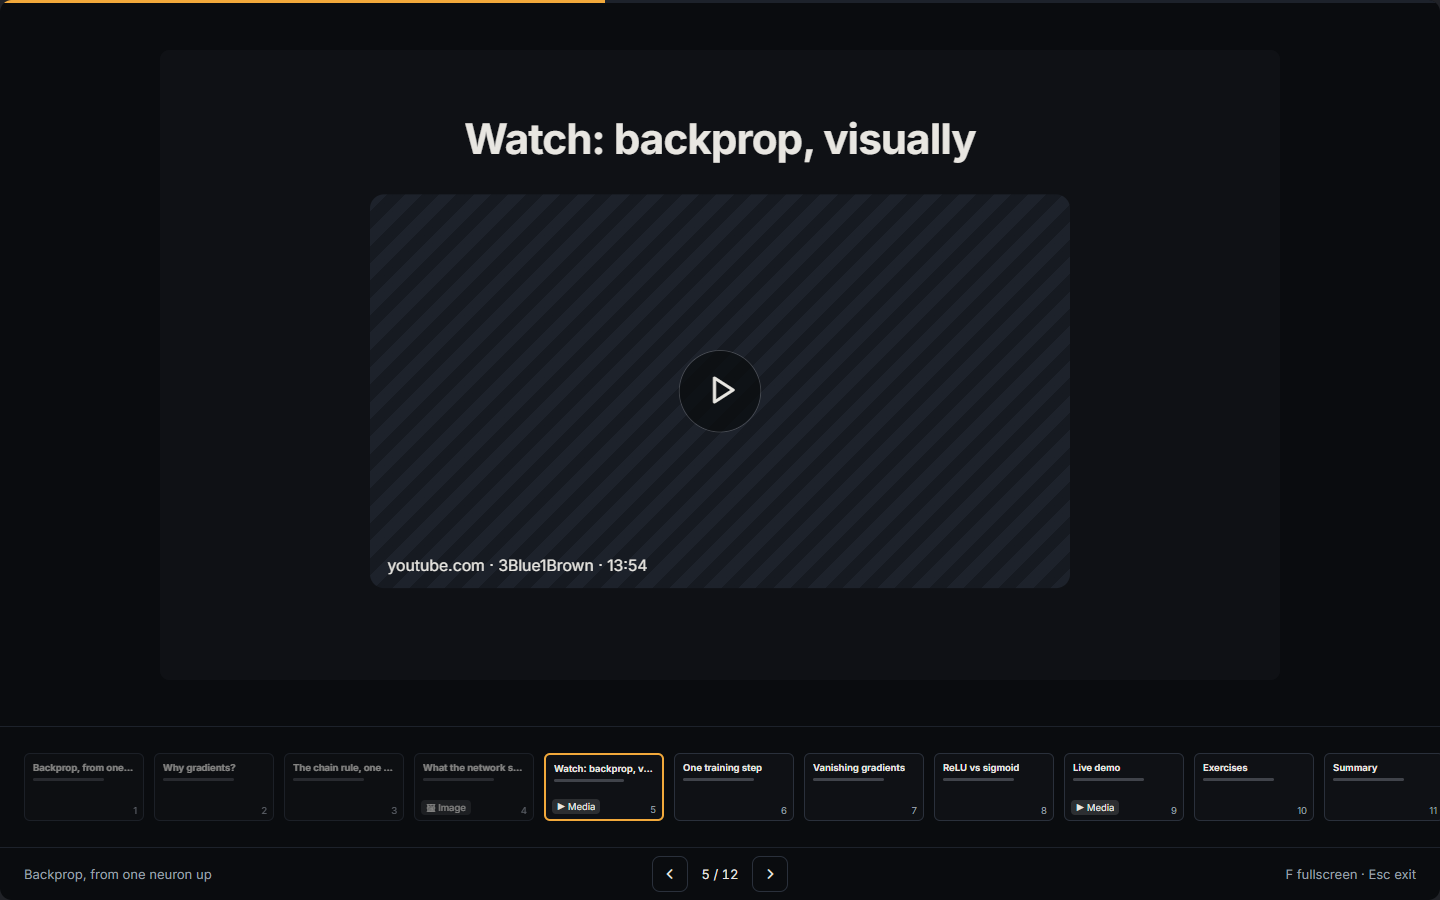 Watch: backprop, visually
youtube.com · 3Blue1Brown · 13:54
Backprop, from one...
1
Why gradients?
2
The chain rule, one ...
3
What the network s...
Image
4
Watch: backprop, v...
Media
5
One training step
6
Vanishing gradients
7
ReLU vs sigmoid
8
Live demo
Media
9
Exercises
10
Summary
11
Backprop, from one neuron up
5 / 12
F fullscreen · Esc exit